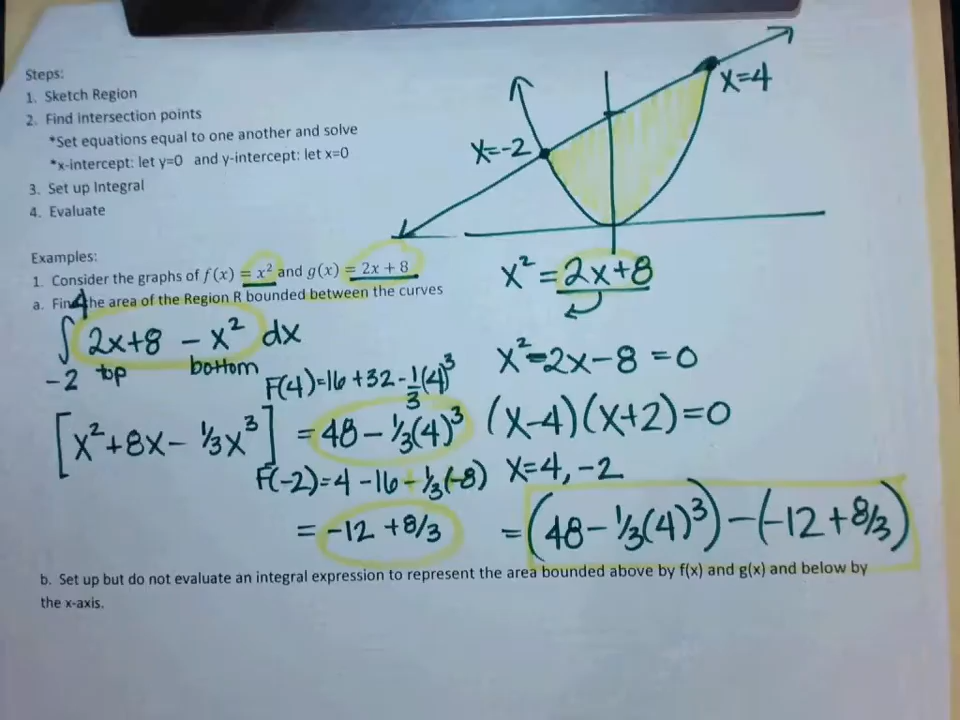 Steps:
1. Sketch Region
2. Find intersection points
*Set equations equal to one another and solve
*x-intercept: let y=0 and y-intercept: let x=0
3. Set up Integral
4. Evaluate
x=-2
x=4
Examples:
1. Consider the graphs of f(x) = x² and g(x) = 2x + 8
a. Find the area of the Region R bounded between the curves
x² = 2x+8
4
∫ 2x+8 - x² dx
-2 top bottom
x²-2x-8 = 0
F(4)=16+32-1/3(4)³
[x²+8x- 1/3x³] = 48 - 1/3(4)³
(x-4)(x+2)=0
F(-2)=4-16-1/3(-8)
x=4,-2
= -12 +8/3
= (48-1/3(4)³)-(-12+8/3)
b. Set up but do not evaluate an integral expression to represent the area bounded above by f(x) and g(x) and below by
the x-axis.